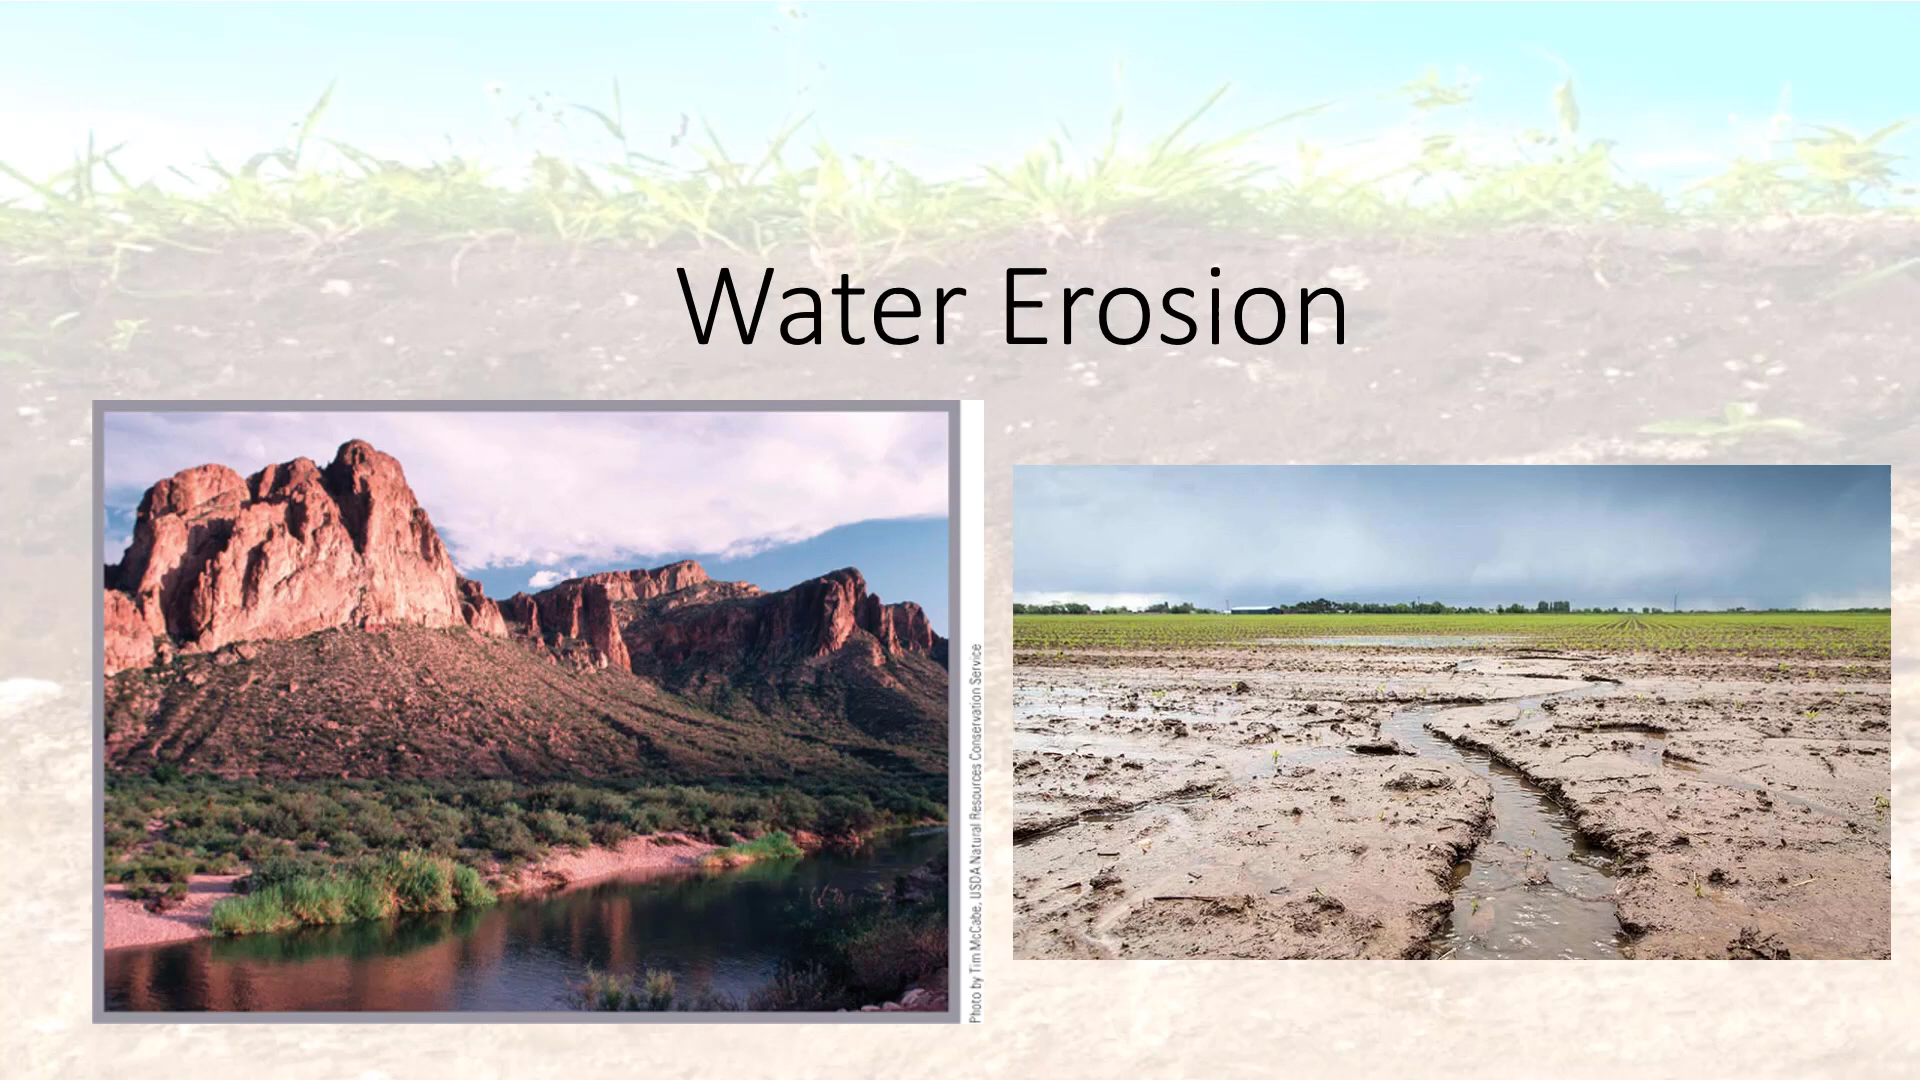 Water Erosion
Photo by Tim McCabe, USDA Natural Resources Conservation Service